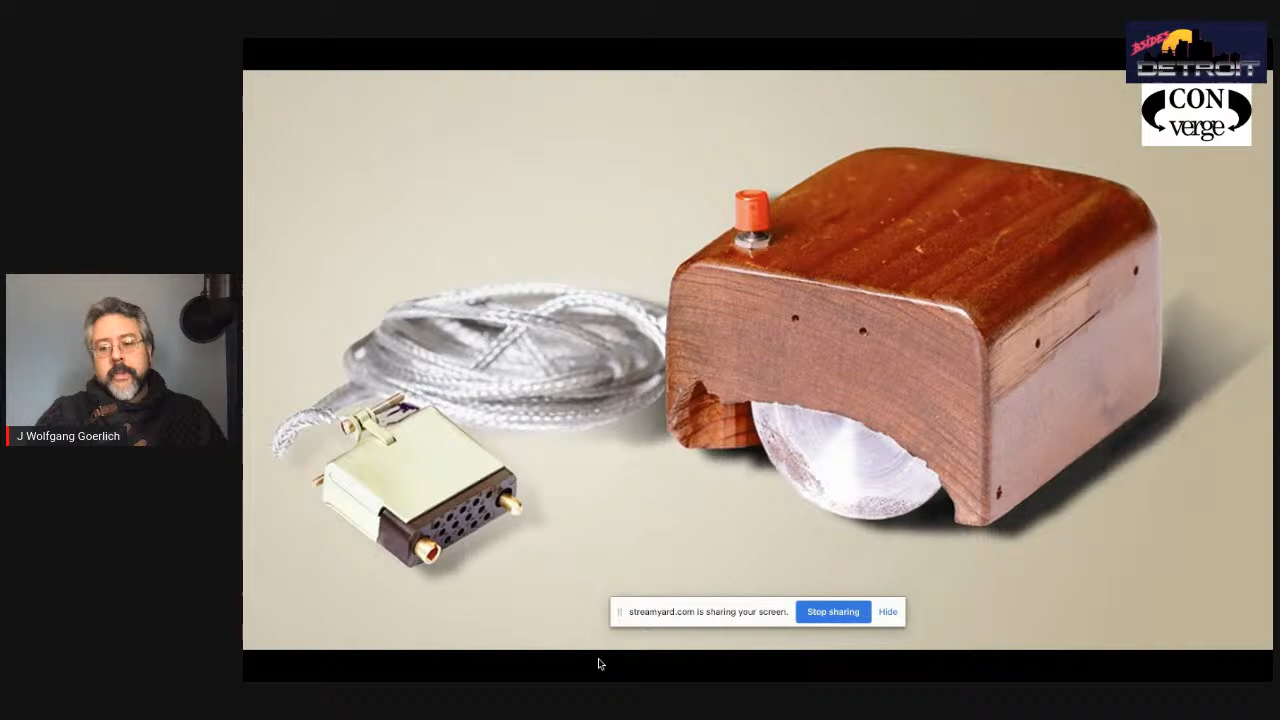 BSIDES
DETROIT
CON
verge
J Wolfgang Goerlich
streamyard.com is sharing your screen.
Stop sharing
Hide